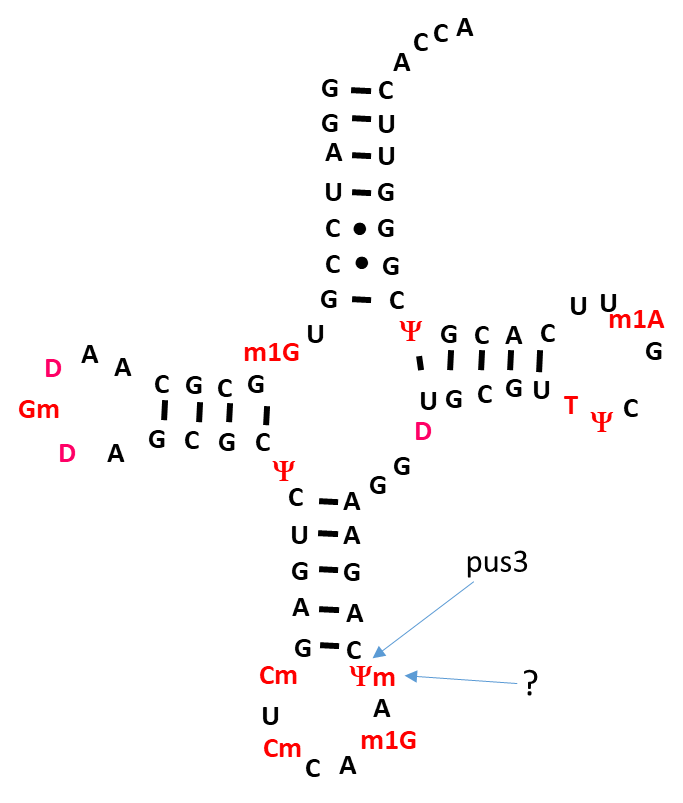 A C C A
G C
G U
A U
U G
C G
C G
G C
U
Ψ G C A C U U m1A
G
m1G
D A A C G C G
Gm
D A G C G C
U G C G U T Ψ C
D
Ψ
G G
C A
U A
G G
A A
G C
pus3
Cm Ψm ?
U A
Cm m1G
C A